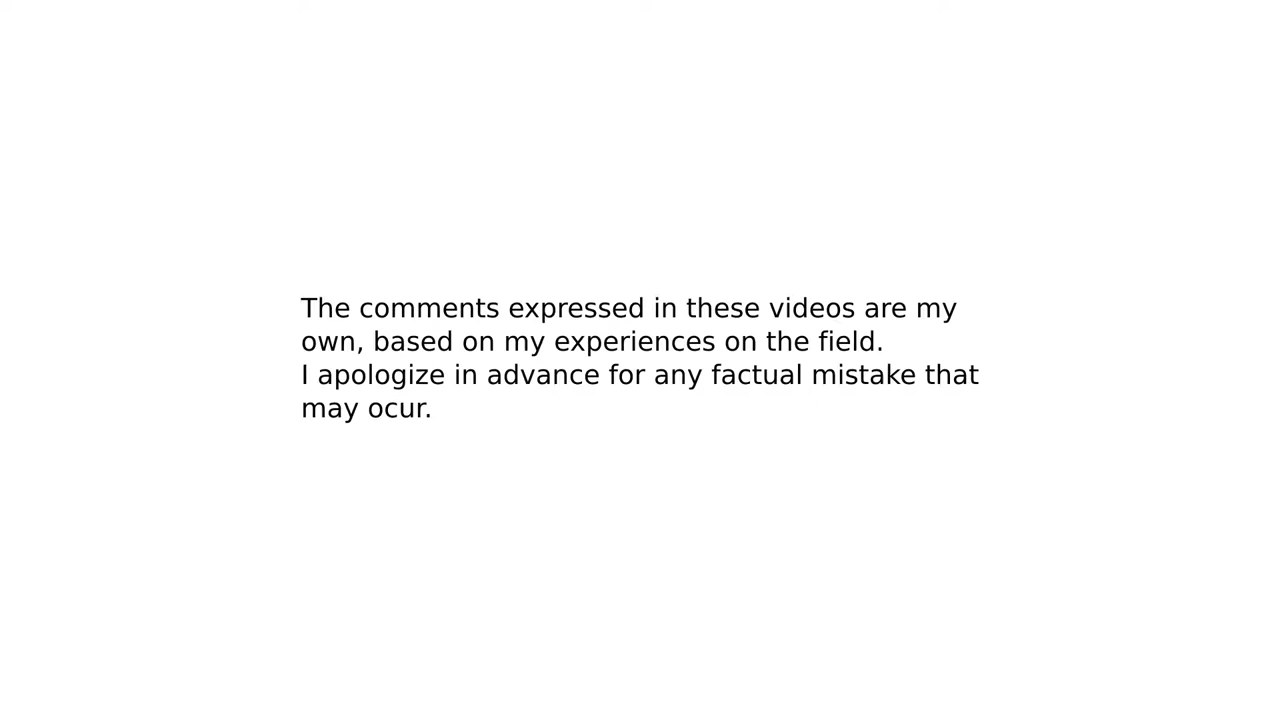 The comments expressed in these videos are my
own, based on my experiences on the field.
I apologize in advance for any factual mistake that
may ocur.